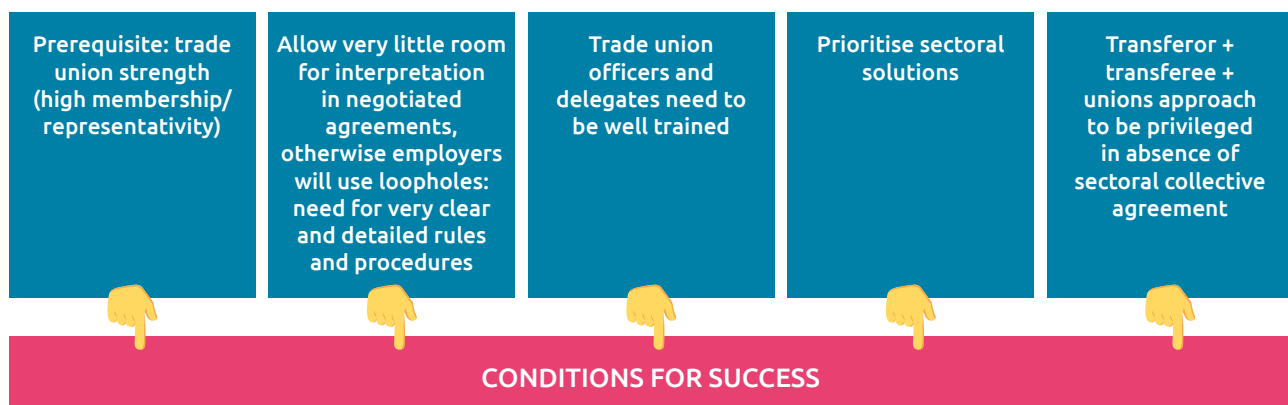 Prerequisite: trade
union strength
(high membership/
representativity)
Allow very little room
for interpretation
in negotiated
agreements,
otherwise employers
will use loopholes:
need for very clear
and detailed rules
and procedures
Trade union
officers and
delegates need to
be well trained
Prioritise sectoral
solutions
Transferor +
transferee +
unions approach
to be privileged
in absence of
sectoral collective
agreement
CONDITIONS FOR SUCCESS